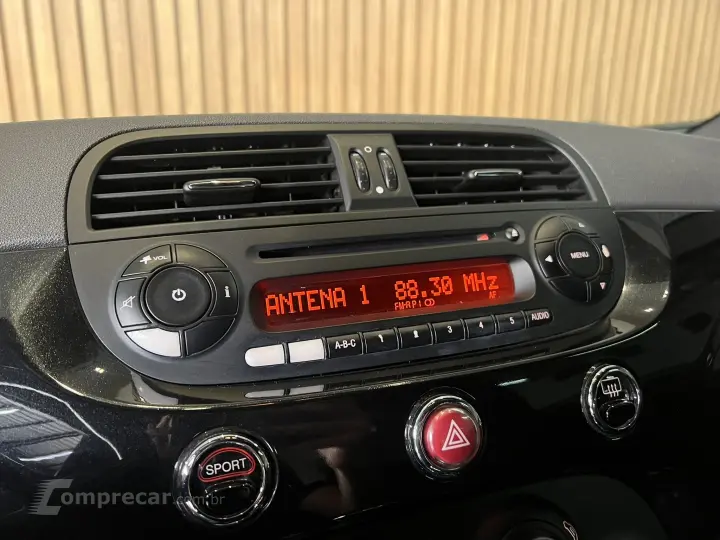 VOL
i
MENU
ANTENA 1 88.30 MHz
AF
A-B-C 1 2 3 4 5 AUDIO
SPORT
Comprecar.com.br